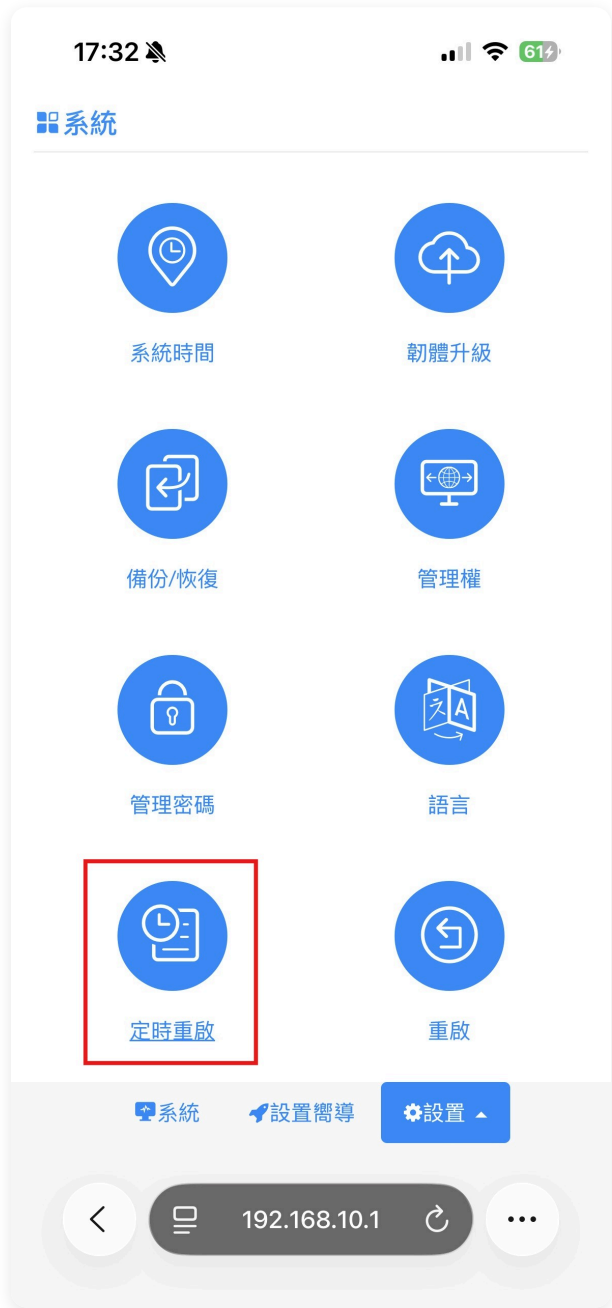 17:32
61
系統
系統時間
韌體升級
備份/恢復
管理權
管理密碼
語言
定時重啟
重啟
系統
設置嚮導
設置
192.168.10.1